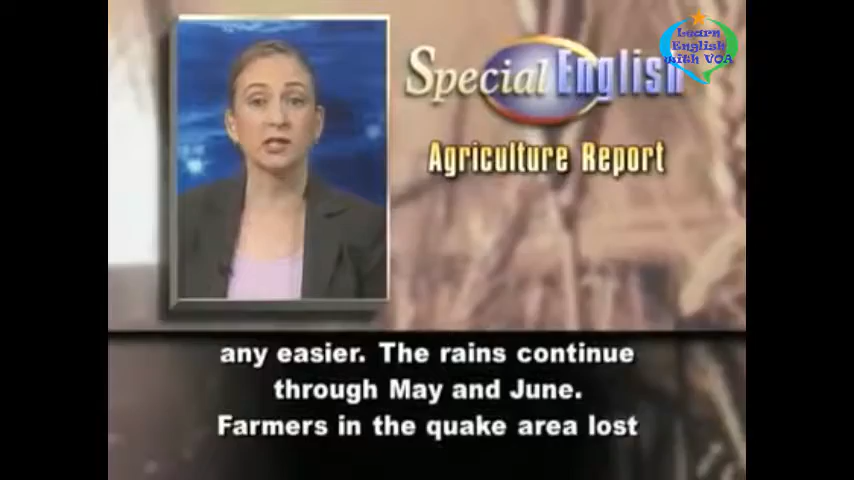 Special English
Learn
English
with VOA
Agriculture Report
any easier. The rains continue
through May and June.
Farmers in the quake area lost